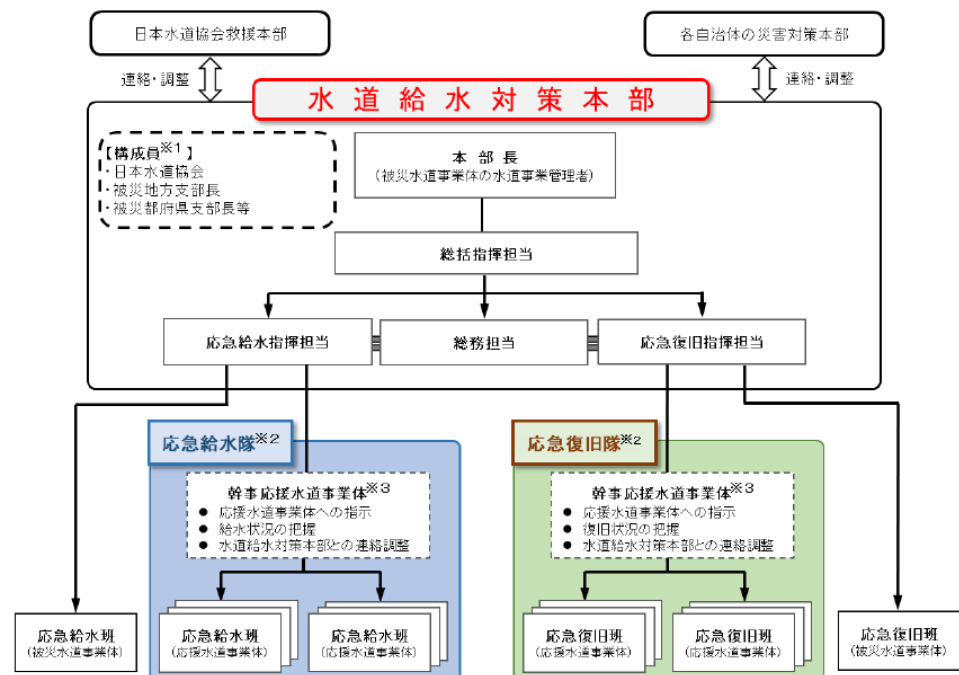 日本水道協会救援本部
各自治体の災害対策本部
連絡・調整
連絡・調整
水道給水対策本部
【構成員※1】
・日本水道協会
・被災地方支部長
・被災都府県支部長等
本部長
(被災水道事業体の水道事業管理者)
総括指揮担当
応急給水指揮担当
総務担当
応急復旧指揮担当
応急給水隊※2
応急復旧隊※2
幹事応援水道事業体※3
● 応援水道事業体への指示
● 給水状況の把握
● 水道給水対策本部との連絡調整
幹事応援水道事業体※3
● 応援水道事業体への指示
● 復旧状況の把握
● 水道給水対策本部との連絡調整
応急給水班
(被災水道事業体)
応急給水班
(応援水道事業体)
応急給水班
(応援水道事業体)
応急復旧班
(応援水道事業体)
応急復旧班
(応援水道事業体)
応急復旧班
(被災水道事業体)